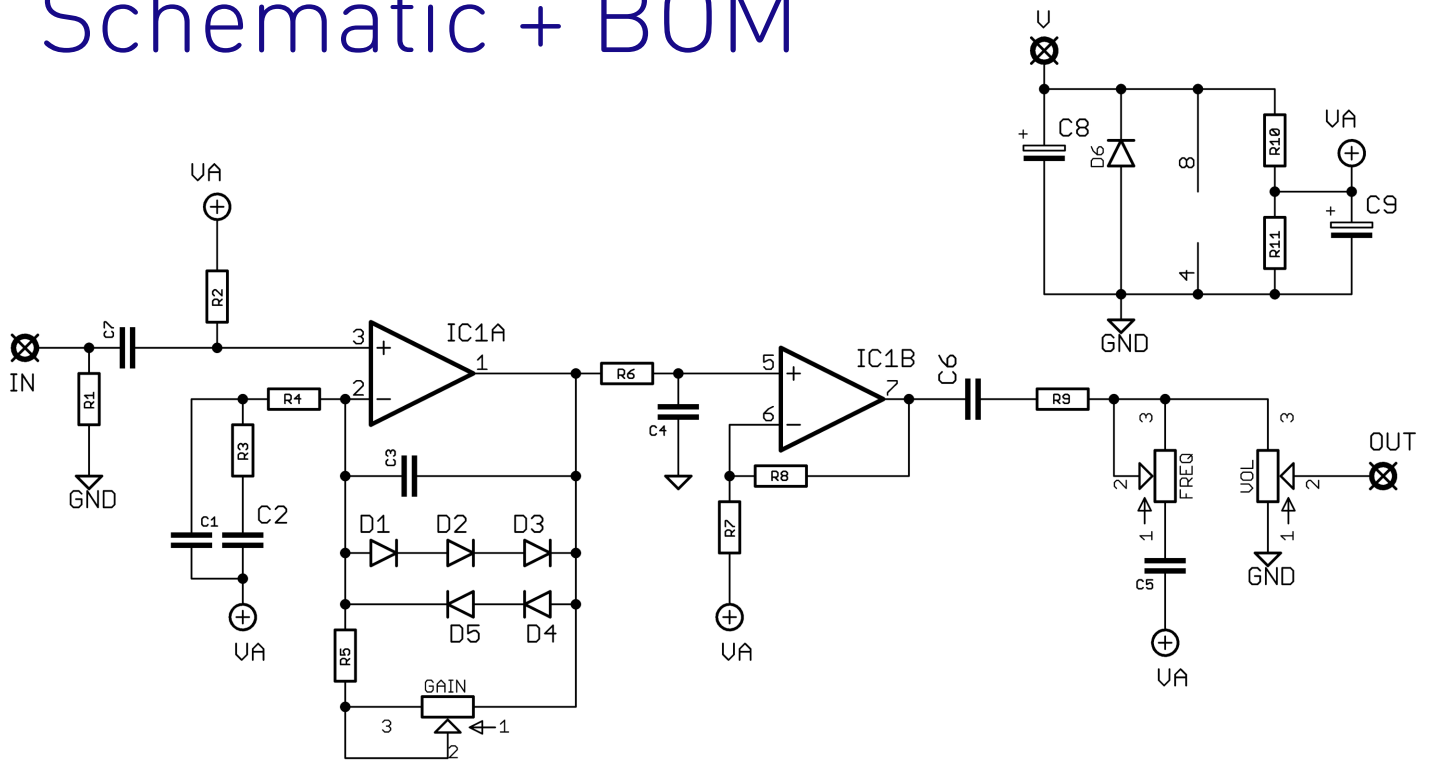 Schematic + BOM
V
C8
+
D6
8
4
R10
R11
VA
+
+
C9
GND
VA
+
R2
IN
C7
R1
GND
3
+
2
-
IC1A
1
R4
R3
C1
C2
+
VA
C3
D1
D2
D3
D5
D4
R5
GAIN
3
1
2
R6
C4
5
+
6
-
IC1B
7
R8
R7
+
VA
C6
R9
3
2
FREQ
1
C5
+
VA
3
VOL
2
1
GND
OUT